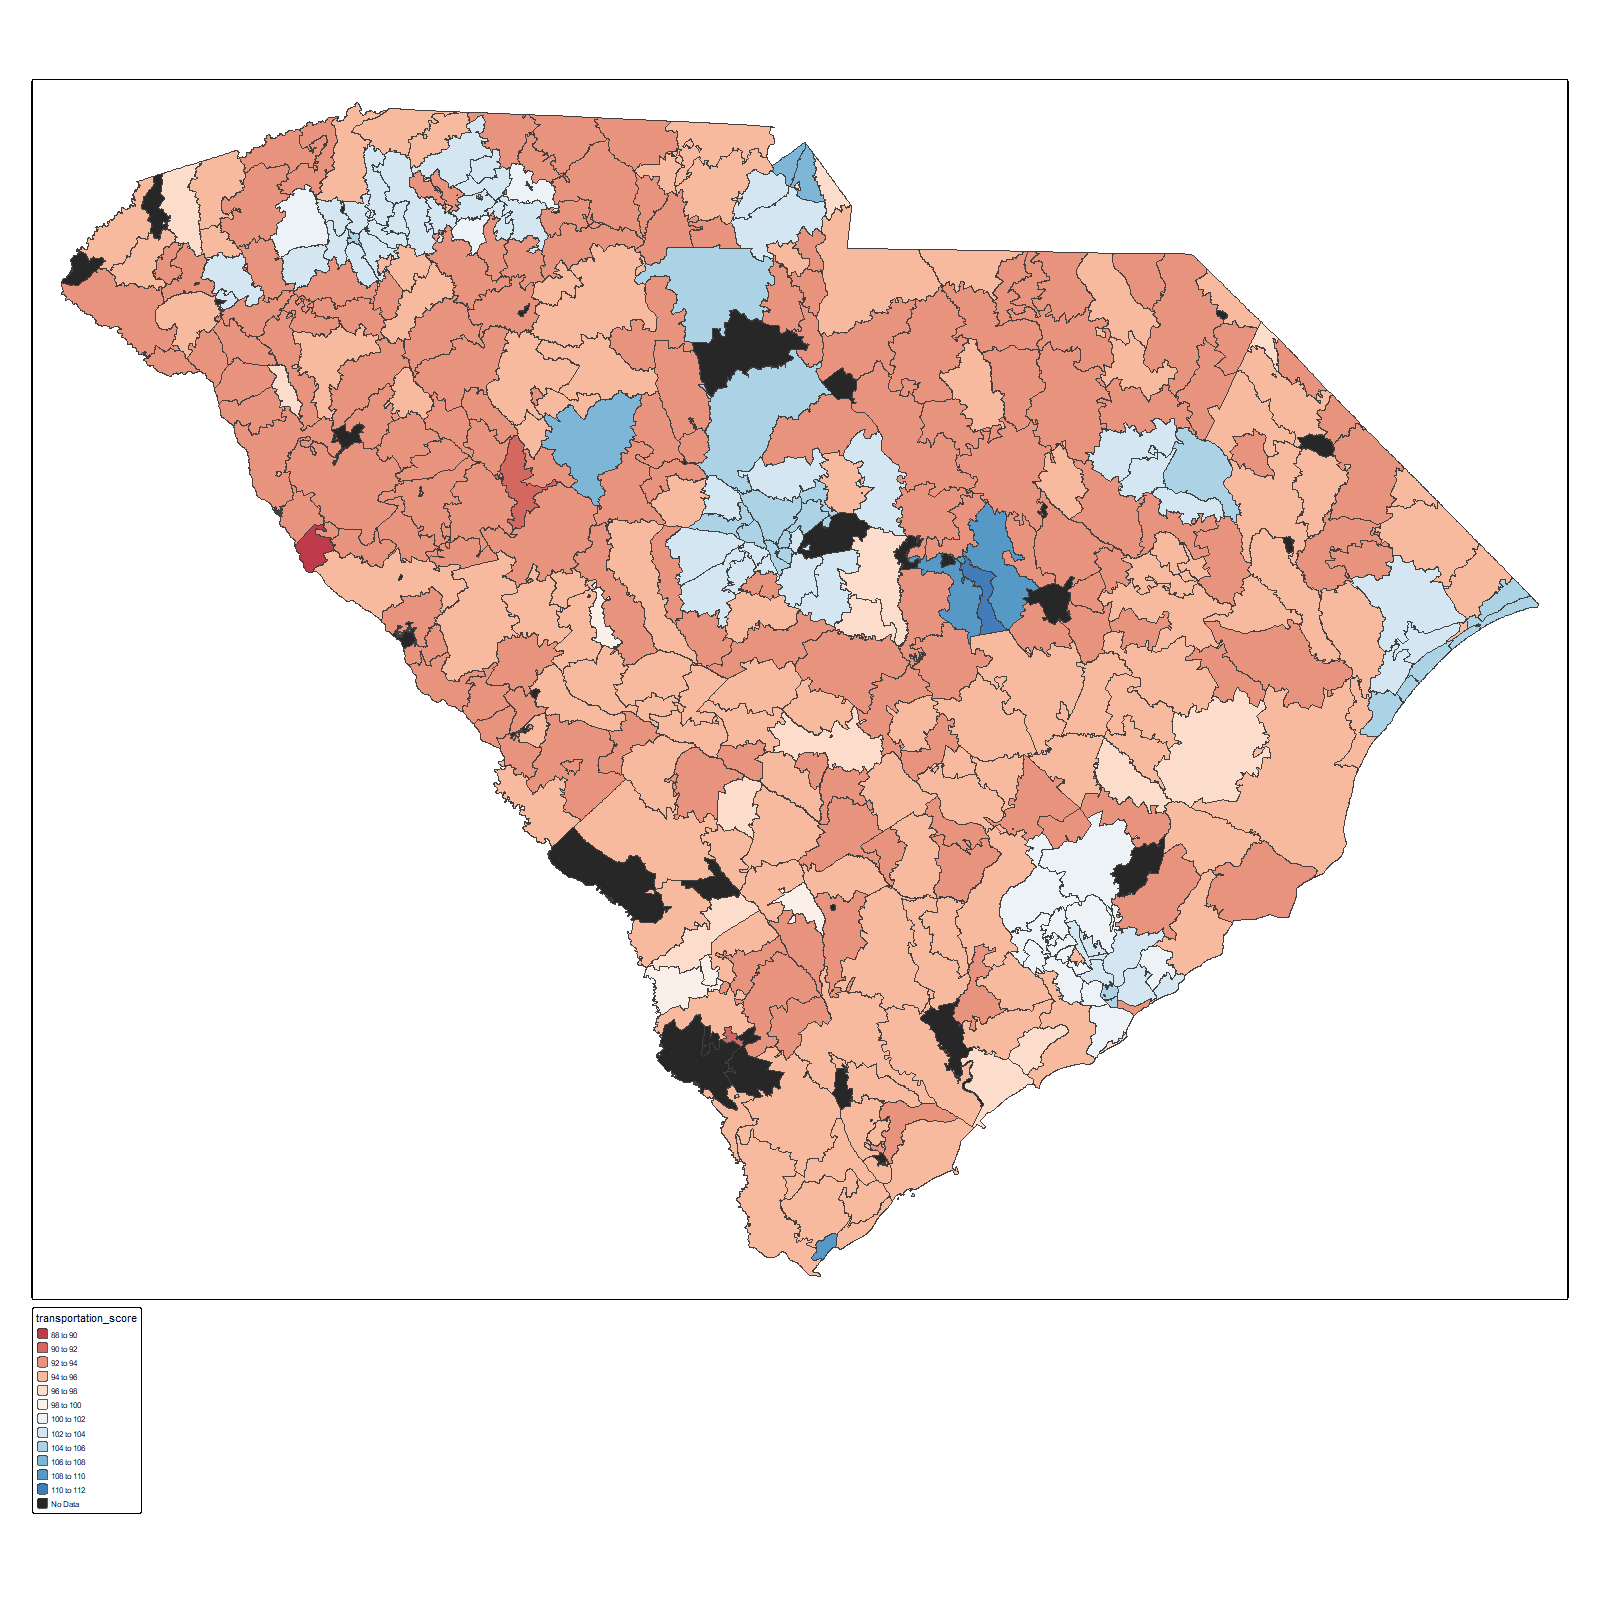 transportation_score
88 to 90
90 to 92
92 to 94
94 to 96
96 to 98
98 to 100
100 to 102
102 to 104
104 to 106
106 to 108
108 to 110
110 to 112
No Data